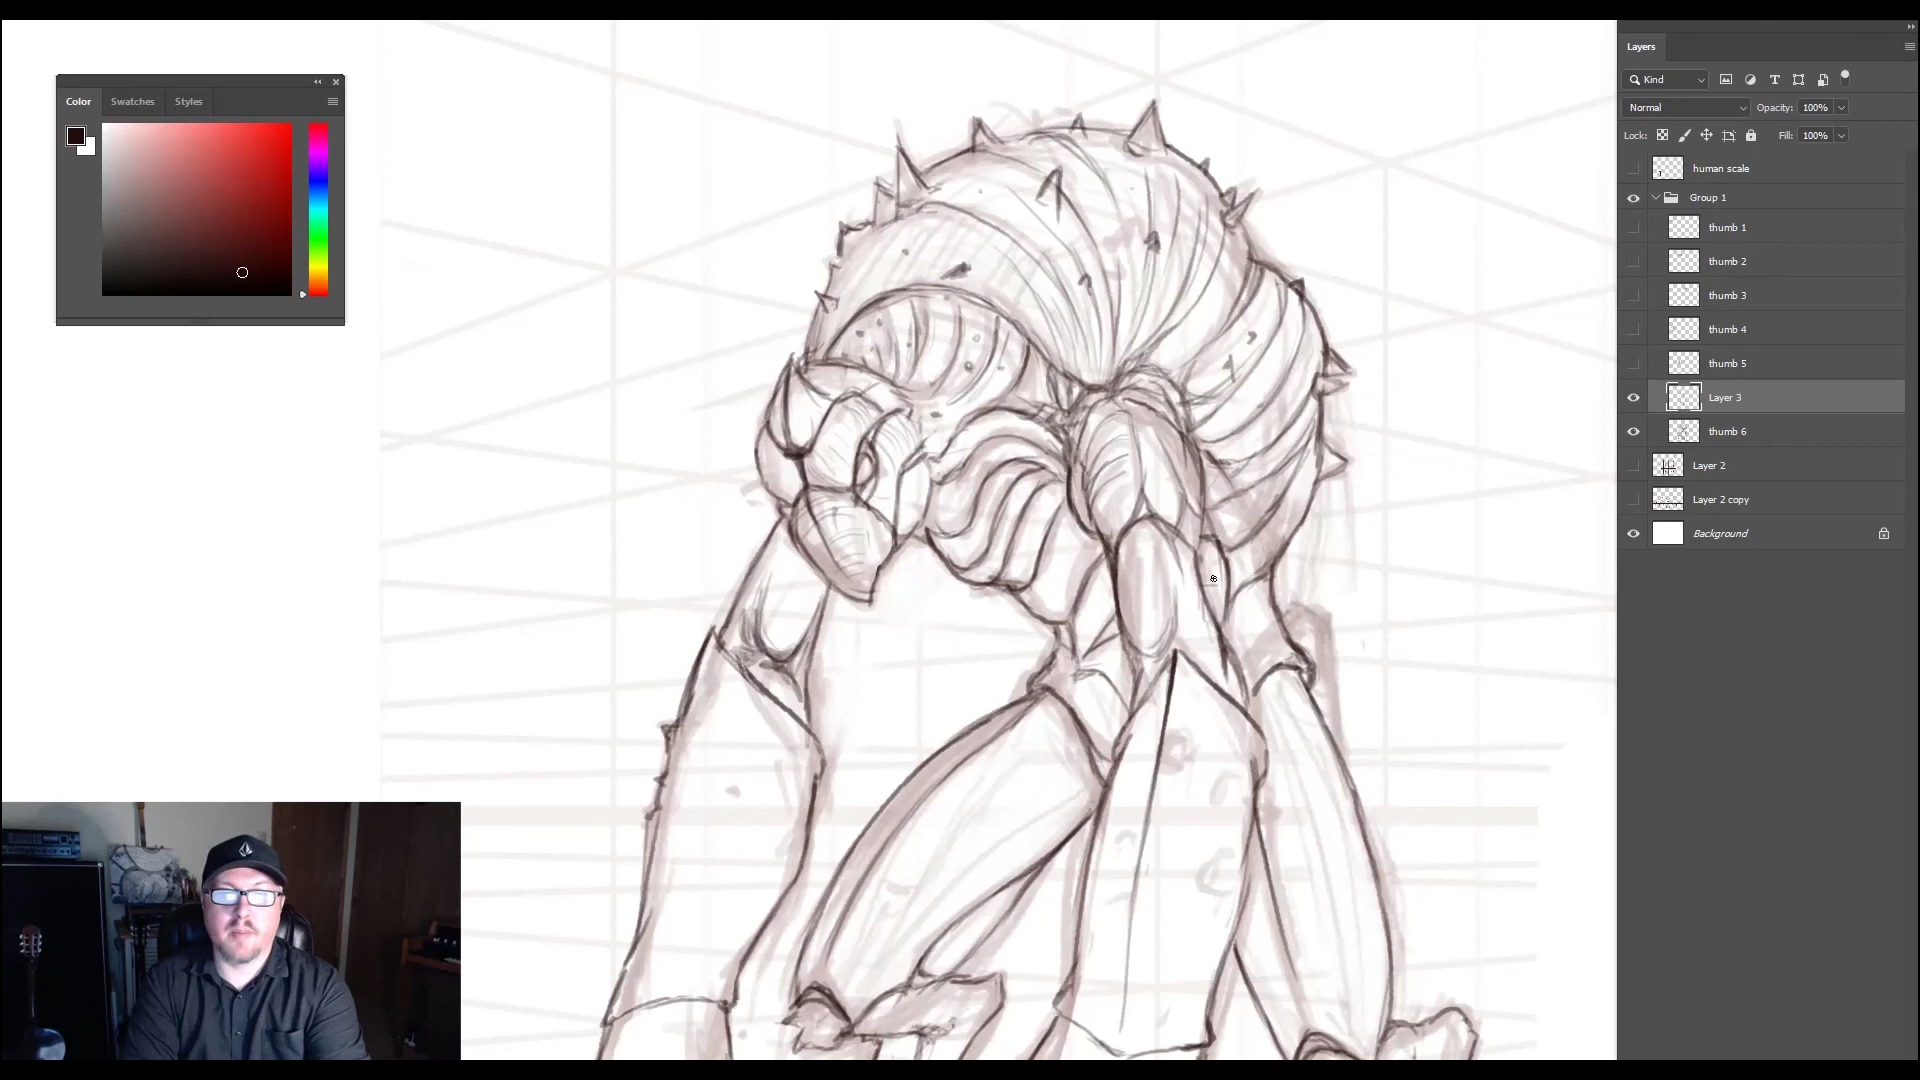 Color Swatches Styles
Layers
Kind
Normal Opacity: 100%
Lock: Fill: 100%
human scale
Group 1
thumb 1
thumb 2
thumb 3
thumb 4
thumb 5
Layer 3
thumb 6
Layer 2
Layer 2 copy
Background